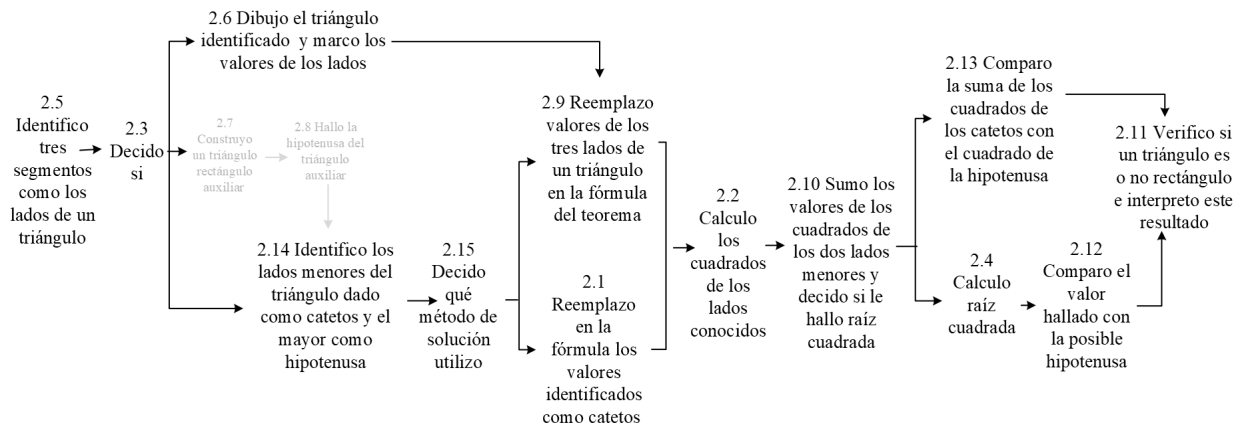 2.5
Identifico
tres
segmentos
como los
lados de un
triángulo
2.3
Decido
si
2.6 Dibujo el triángulo
identificado y marco los
valores de los lados
2.7
Construyo
un triángulo
rectángulo
auxiliar
2.8 Hallo la
hipotenusa del
triángulo
auxiliar
2.14 Identifico los
lados menores del
triángulo dado
como catetos y el
mayor como
hipotenusa
2.15
Decido
qué
método de
solución
utilizo
2.9 Reemplazo
valores de los
tres lados de
un triángulo
en la fórmula
del teorema
2.1
Reemplazo
en la
fórmula los
valores
identificados
como catetos
2.2
Calculo
los
cuadrados
de los
lados
conocidos
2.10 Sumo los
valores de los
cuadrados de
los dos lados
menores y
decido si le
hallo raíz
cuadrada
2.13 Comparo
la suma de los
cuadrados de
los catetos con
el cuadrado de
la hipotenusa
2.4
Calculo
raíz
cuadrada
2.12
Comparo el
valor
hallado con
la posible
hipotenusa
2.11 Verifico si
un triángulo es
o no rectángulo
e interpreto este
resultado